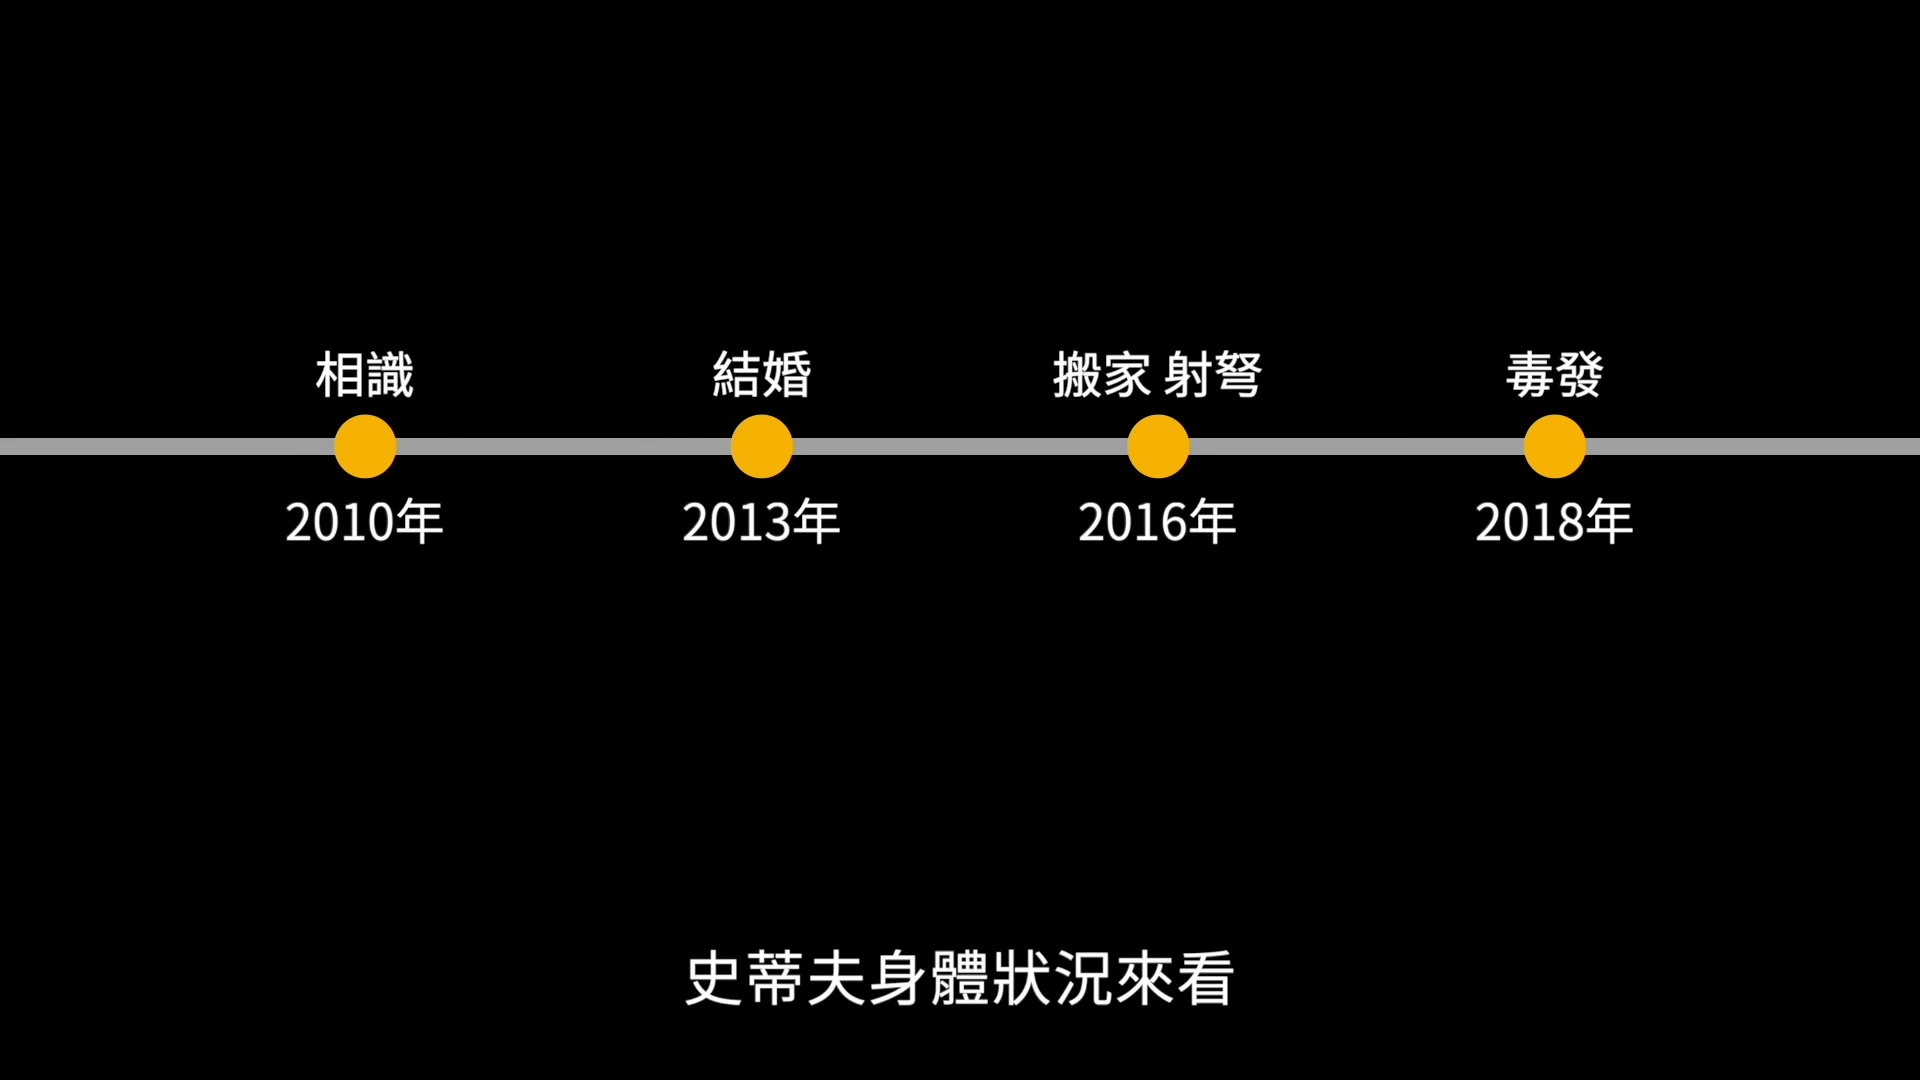 相識
結婚
搬家 射弩
毒發
2010年
2013年
2016年
2018年
史蒂夫身體狀況來看